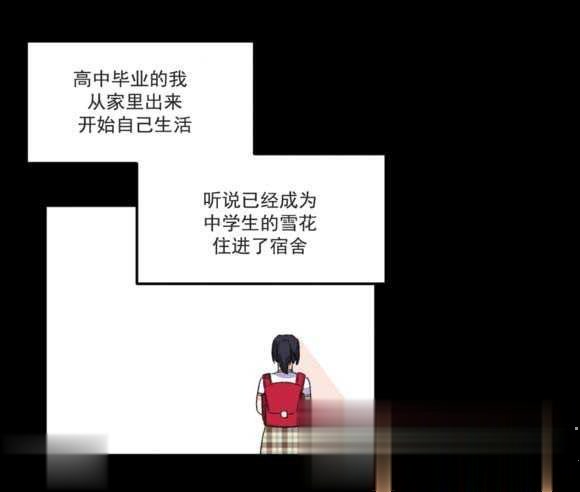 高中毕业的我
从家里出来
开始自己生活
听说已经成为
中学生的雪花
住进了宿舍